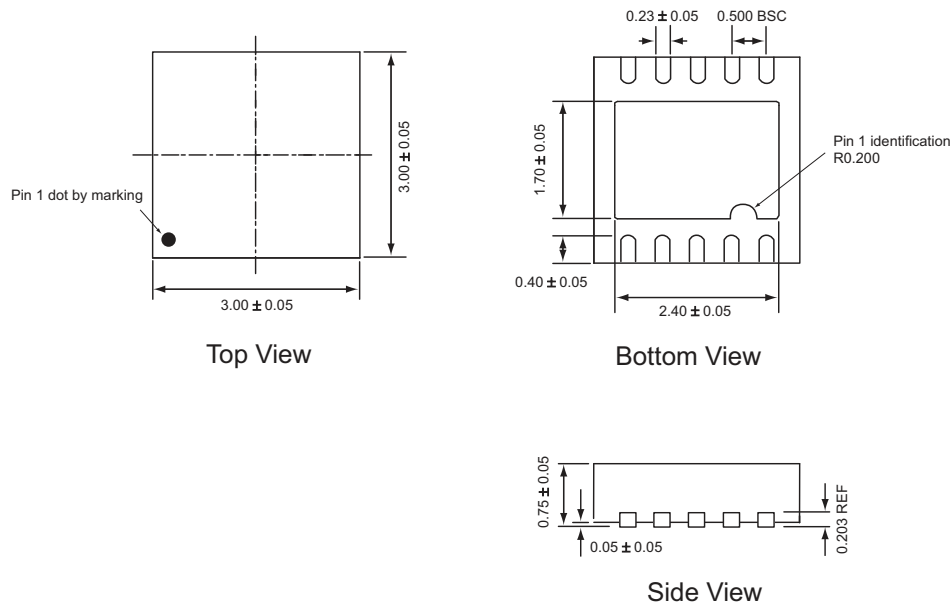 0.23 ± 0.05
0.500 BSC
3.00 ± 0.05
Pin 1 dot by marking
3.00 ± 0.05
Top View
1.70 ± 0.05
Pin 1 identification
R0.200
0.40 ± 0.05
2.40 ± 0.05
Bottom View
0.75 ± 0.05
0.05 ± 0.05
0.203 REF
Side View